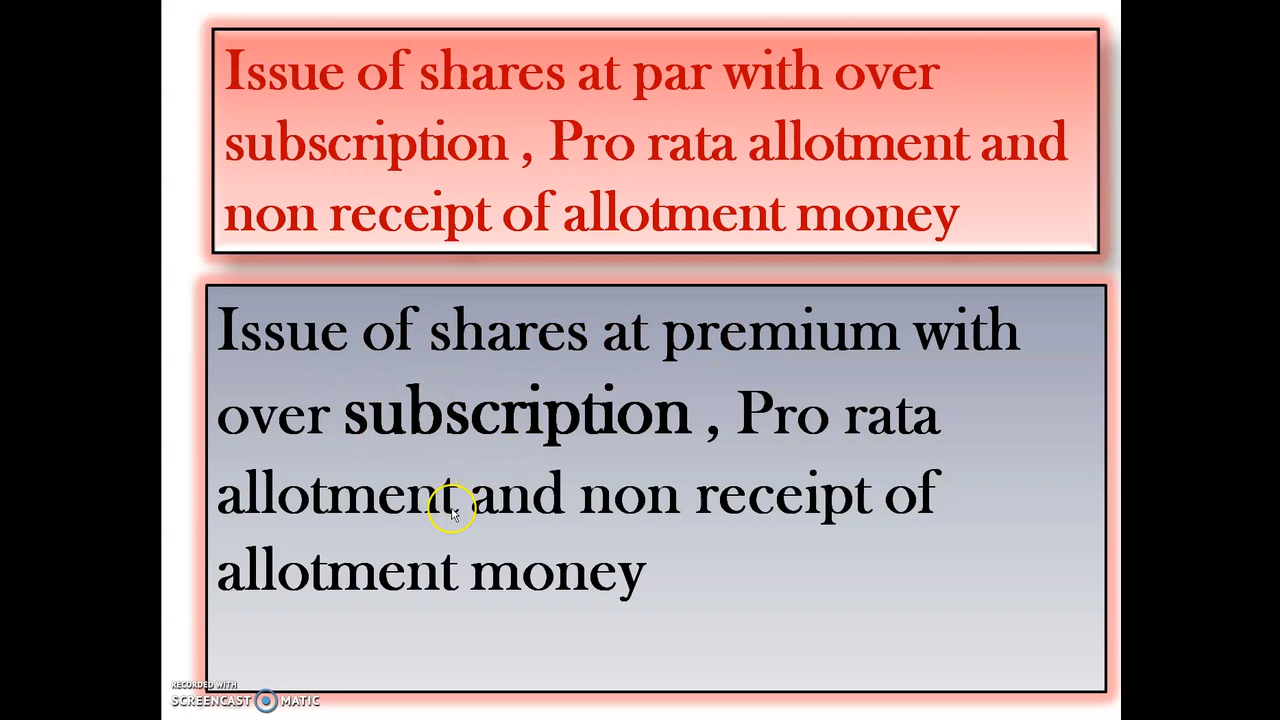 Issue of shares at par with over
subscription , Pro rata allotment and
non receipt of allotment money
Issue of shares at premium with
over subscription , Pro rata
allotment and non receipt of
allotment money
RECORDED WITH
SCREENCAST MATIC